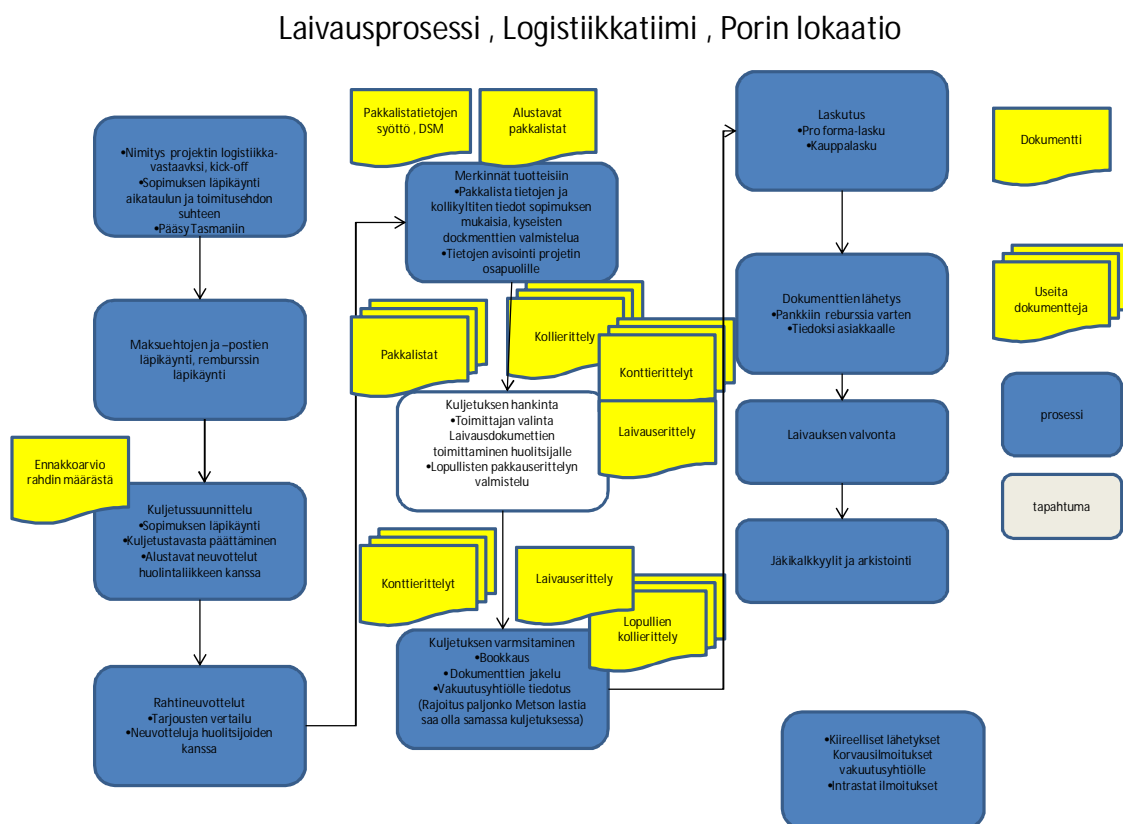 Laivausprosessi , Logistiikkatiimi , Porin lokaatio
•Nimitys projektin logistiikka-
vastaavksi, kick-off
•Sopimuksen läpikäynti
aikataulun ja toimitusehdon
suhteen
•Pääsy Tasmaniin
Maksuehtojen ja –postien
läpikäynti, remburssin
läpikäynti
Ennakkoarvio
rahdin määrästä
Kuljetussuunnittelu
•Sopimuksen läpikäynti
•Kuljetustavasta päättäminen
•Alustavat neuvottelut
huolintaliikkeen kanssa
Rahtineuvottelut
•Tarjousten vertailu
•Neuvotteluja huolitsijoiden
kanssa
Pakkalistatietojen
syöttö , DSM
Alustavat
pakkalistat
Merkinnät tuotteisiin
•Pakkalista tietojen ja
kollikyltiten tiedot sopimuksen
mukaisia, kyseisten
dockmenttien valmistelua
•Tietojen avisointi projetin
osapuolille
Pakkalistat
Kollierittely
Konttierittelyt
Laivauserittely
Kuljetuksen hankinta
•Toimittajan valinta
Laivausdokumettien
toimittaminen huolitsijalle
•Lopullisten pakkauserittelyn
valmistelu
Konttierittelyt
Laivauserittely
Lopullien
kollierittely
Kuljetuksen varmsitaminen
•Bookkaus
•Dokumenttien jakelu
•Vakuutusyhtiölle tiedotus
(Rajoitus paljonko Metson lastia
saa olla samassa kuljetuksessa)
Laskutus
•Pro forma-lasku
•Kauppalasku
Dokumenttien lähetys
•Pankkiin reburssia varten
•Tiedoksi asiakkaalle
Laivauksen valvonta
Jäkikalkkyylit ja arkistointi
•Kiireelliset lähetykset
Korvausilmoitukset
vakuutusyhtiölle
•Intrastat ilmoitukset
Dokumentti
Useita
dokumentteja
prosessi
tapahtuma